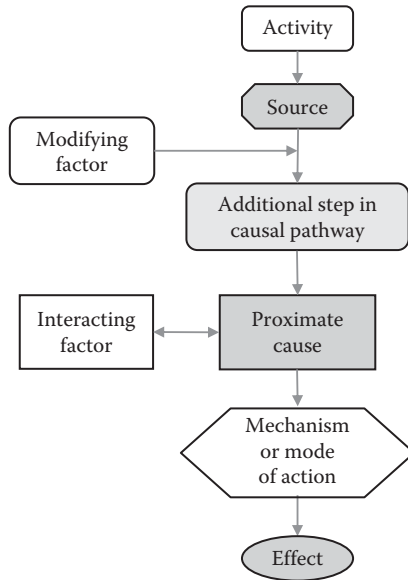 Activity
Source
Modifying
factor
Additional step in
causal pathway
Interacting
factor
Proximate
cause
Mechanism
or mode
of action
Effect